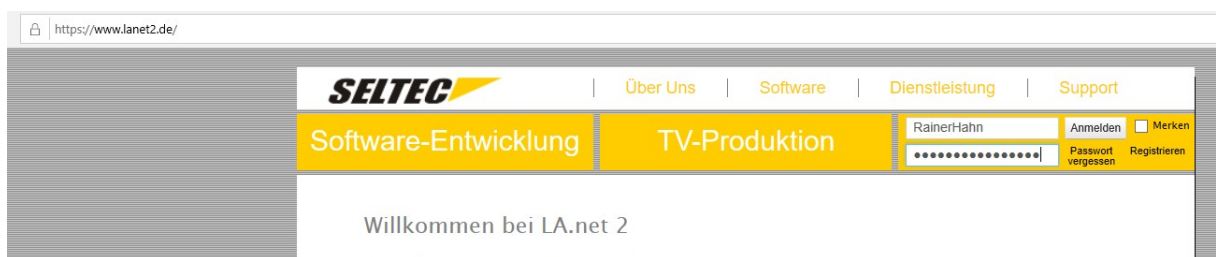 https://www.lanet2.de/
SELTEC Über Uns Software Dienstleistung Support
Software-Entwicklung TV-Produktion
RainerHahn Anmelden Merken
Passwort vergessen Registrieren
Willkommen bei LA.net 2